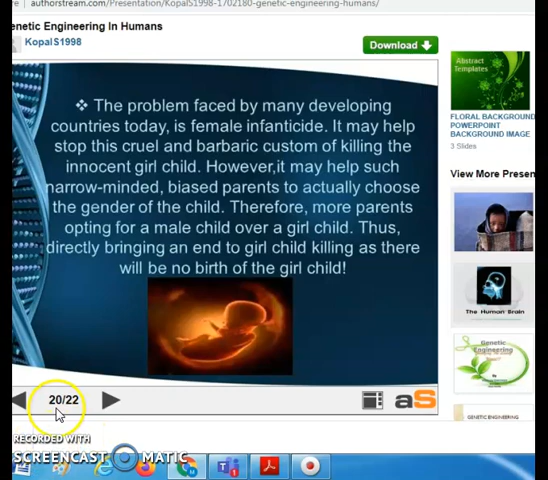 authorstream.com/Presentation/KopalS1998-1702180-genetic-engineering-humans/
enetic Engineering In Humans
KopalS1998
Download
❖ The problem faced by many developing
countries today, is female infanticide. It may help
stop this cruel and barbaric custom of killing the
innocent girl child. However,it may help such
narrow-minded, biased parents to actually choose
the gender of the child. Therefore, more parents
opting for a male child over a girl child. Thus,
directly bringing an end to girl child killing as there
will be no birth of the girl child!
Abstract
Templates
FLORAL BACKGROUND
POWERPOINT
BACKGROUND IMAGE
3 Slides
View More Presen
The Human Brain
Genetic
Engineering
GENETIC ENGINEERING
20/22
aS
RECORDED WITH
SCREENCAST MATIC